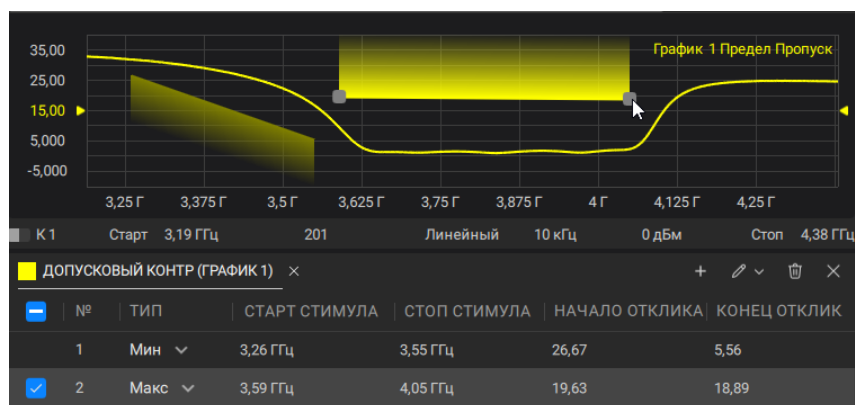 35,00
График 1 Предел Пропуск
25,00
15,00
5,000
-5,000
3,25 Г 3,375 Г 3,5 Г 3,625 Г 3,75 Г 3,875 Г 4 Г 4,125 Г 4,25 Г
К 1 Старт 3,19 ГГц 201 Линейный 10 кГц 0 дБм Стоп 4,38 ГГц
ДОПУСКОВЫЙ КОНТР (ГРАФИК 1)
№ ТИП СТАРТ СТИМУЛА СТОП СТИМУЛА НАЧАЛО ОТКЛИКА КОНЕЦ ОТКЛИК
1 Мин 3,26 ГГц 3,55 ГГц 26,67 5,56
2 Макс 3,59 ГГц 4,05 ГГц 19,63 18,89